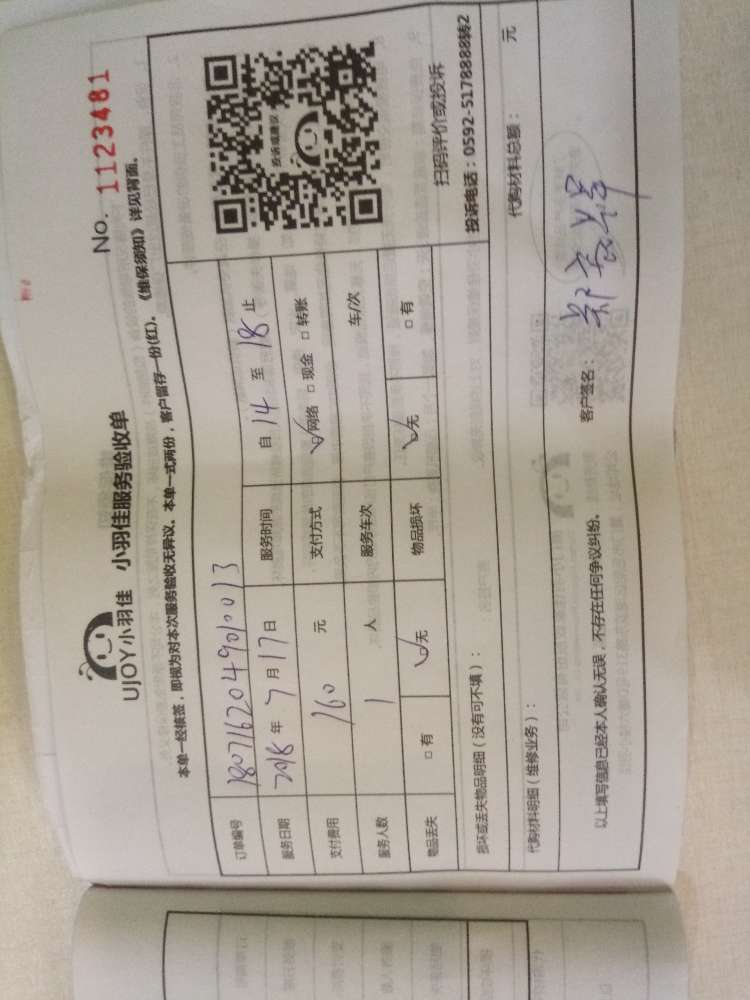 No. 1123481
UJOY小羽佳 小羽佳服务验收单
本单一经核签，即视为对本次服务验收无异议。本单一式两份，客户留存一份(红)。《维保须知》详见背面。
订单编号 1807162049010013
服务日期 2018 年 7 月 17 日 服务时间 自 14 至 18 止
支付费用 160 元 支付方式 ☑网络 □现金 □转账
服务人数 1 人 服务车次 车/次
物品丢失 □有 ☑无 物品损坏 ☑无 □有
投诉或建议
扫码评价或投诉
投诉电话：0592-5178888转2
损坏或丢失物品明细（没有可不填）：
代购材料明细（维修业务）： 代购材料总额： 元
以上填写信息已经本人确认无误，不存在任何争议纠纷。 客户签名：